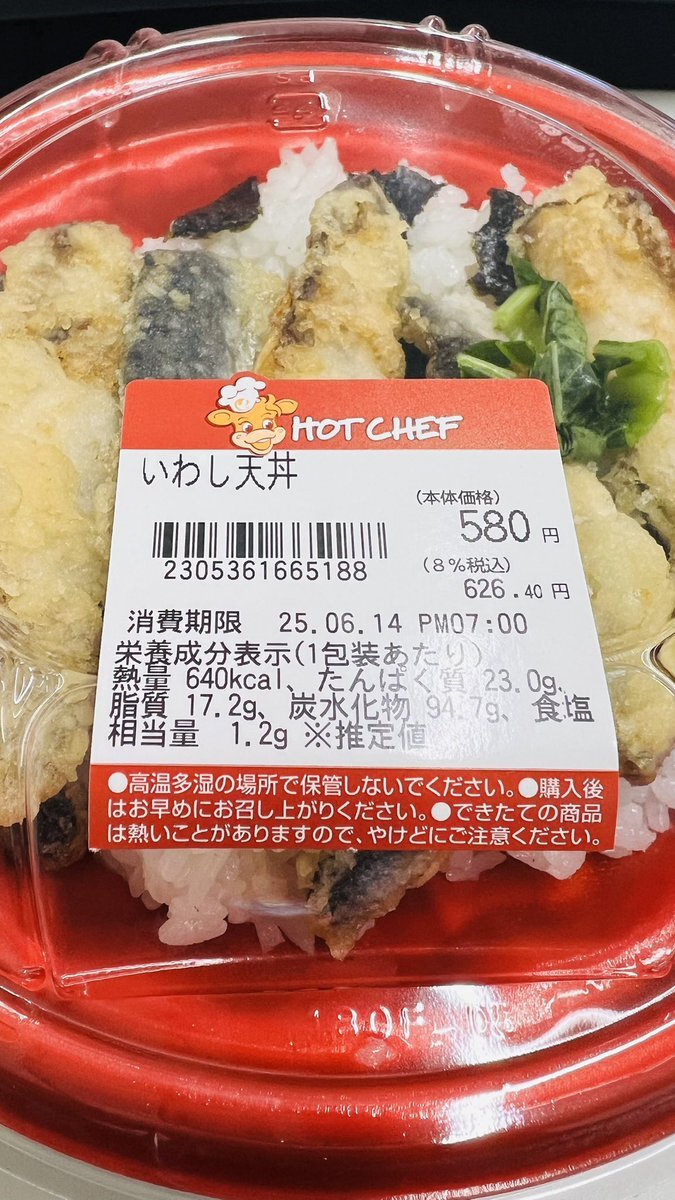 HOT CHEF
いわし天丼
(本体価格)
580 円
2305361665188
(8%税込)
626.40 円
消費期限 25.06.14 PM07:00
栄養成分表示(1包装あたり)
熱量 640kcal、たんぱく質 23.0g、
脂質 17.2g、炭水化物 94.7g、食塩
相当量 1.2g ※推定値
●高温多湿の場所で保管しないでください。●購入後
はお早めにお召し上がりください。●できたての商品
は熱いことがありますので、やけどにご注意ください。